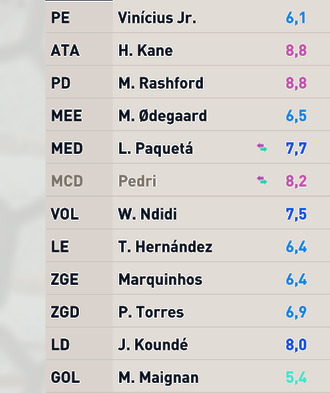 PE Vinícius Jr. 6,1
ATA H. Kane 8,8
PD M. Rashford 8,8
MEE M. Ødegaard 6,5
MED L. Paquetá 7,7
MCD Pedri 8,2
VOL W. Ndidi 7,5
LE T. Hernández 6,4
ZGE Marquinhos 6,4
ZGD P. Torres 6,9
LD J. Koundé 8,0
GOL M. Maignan 5,4